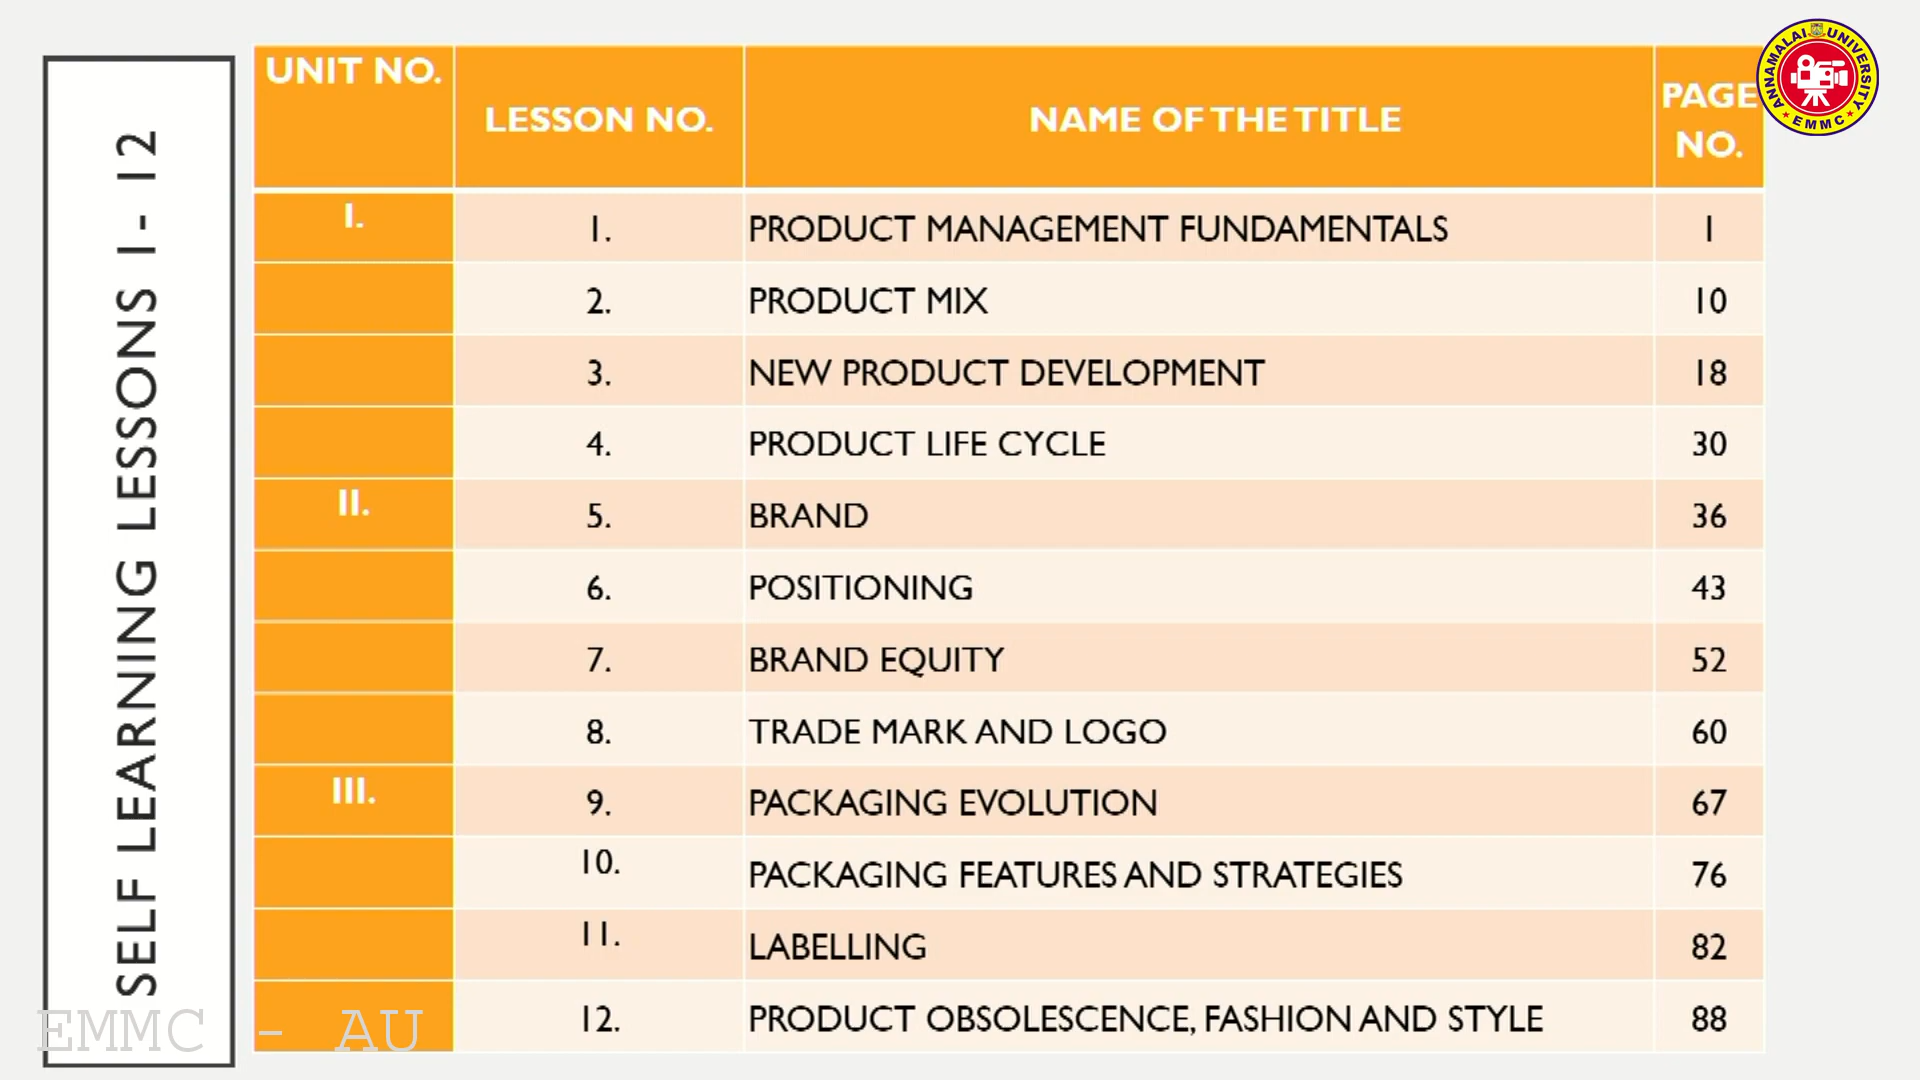 SELF LEARNING LESSONS 1- 12
UNIT NO. LESSON NO. NAME OF THE TITLE PAGE NO.
I. 1. PRODUCT MANAGEMENT FUNDAMENTALS 1
2. PRODUCT MIX 10
3. NEW PRODUCT DEVELOPMENT 18
4. PRODUCT LIFE CYCLE 30
II. 5. BRAND 36
6. POSITIONING 43
7. BRAND EQUITY 52
8. TRADE MARK AND LOGO 60
III. 9. PACKAGING EVOLUTION 67
10. PACKAGING FEATURES AND STRATEGIES 76
11. LABELLING 82
12. PRODUCT OBSOLESCENCE, FASHION AND STYLE 88
ANNAMALAI UNIVERSITY
EMMC
EMMC - AU